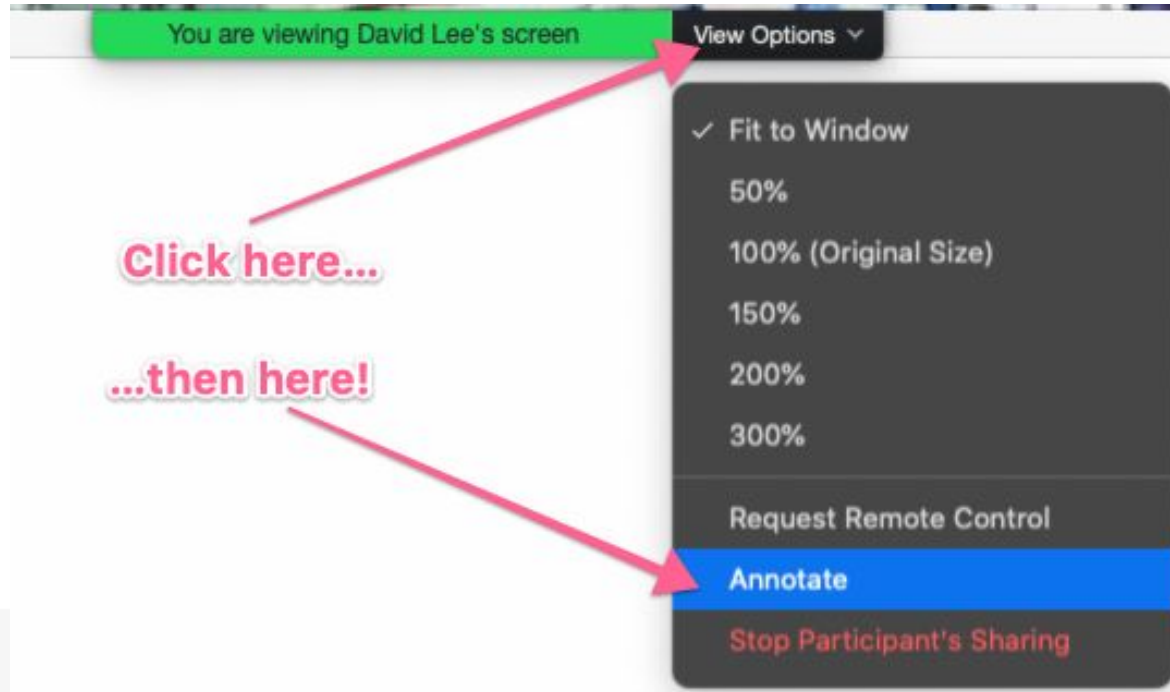 You are viewing David Lee's screen View Options
✓ Fit to Window
50%
100% (Original Size)
Click here...
150%
...then here!
200%
300%
Request Remote Control
Annotate
Stop Participant's Sharing